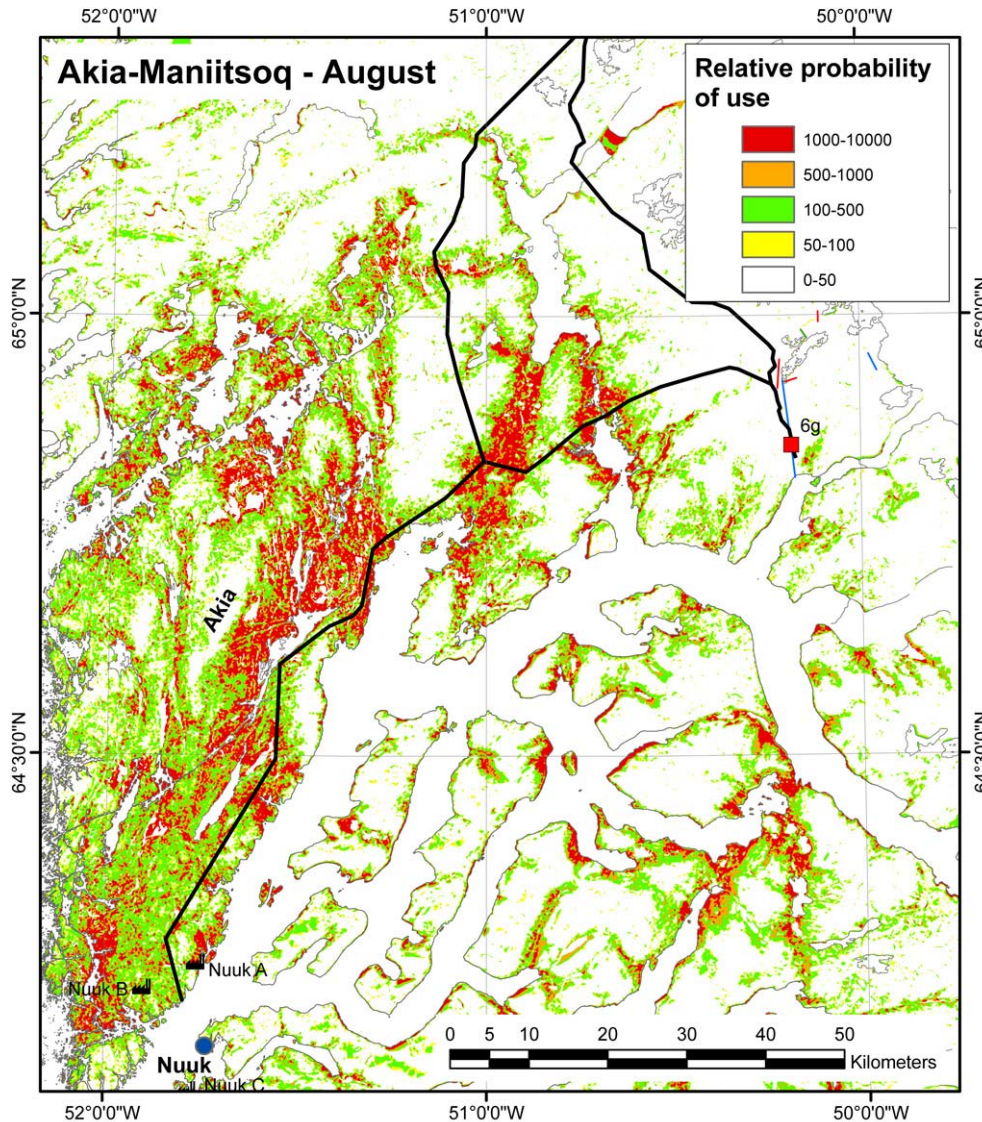 52°0'0"W
51°0'0"W
50°0'0"W
Akia-Maniitsoq - August
Relative probability
of use
1000-10000
500-1000
100-500
50-100
0-50
65°0'0"N
65°0'0"N
6g
Akia
64°30'0"N
64°30'0"N
Nuuk A
Nuuk B
Nuuk
Nuuk C
0 5 10 20 30 40 50
Kilometers
52°0'0"W
51°0'0"W
50°0'0"W